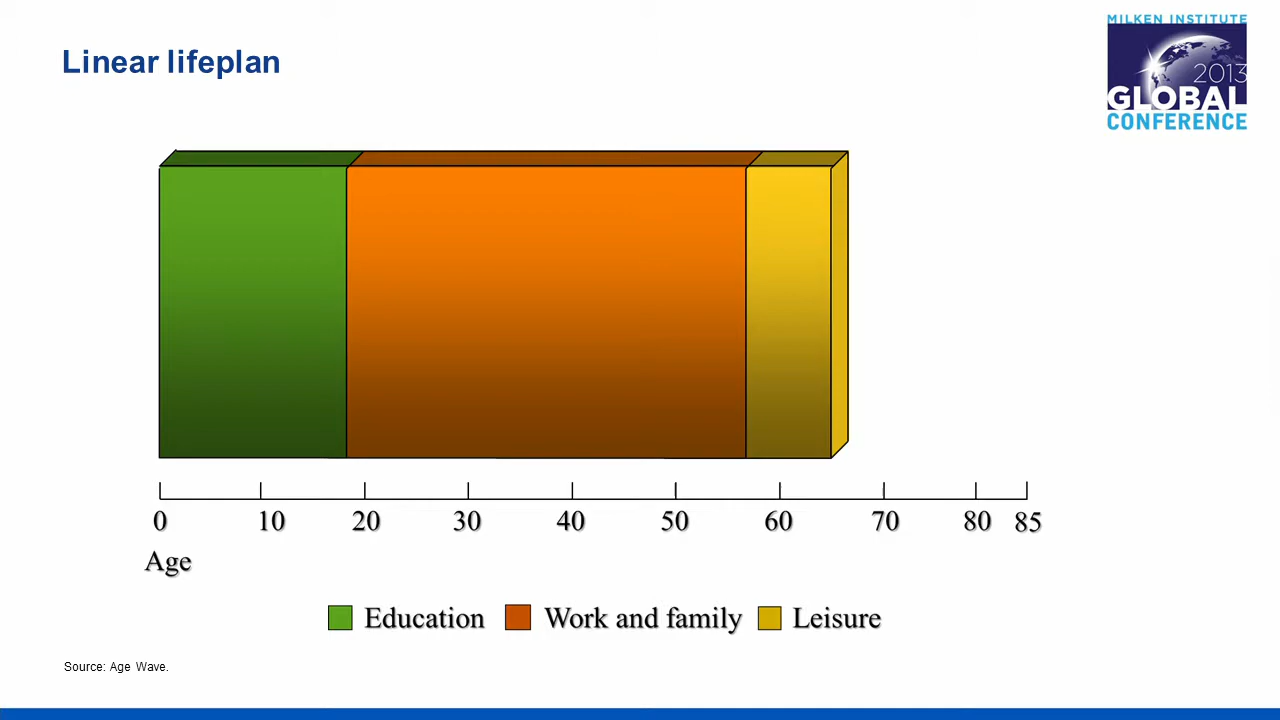 MILKEN INSTITUTE
2013
GLOBAL
CONFERENCE
Linear lifeplan
0 10 20 30 40 50 60 70 80 85
Age
Education Work and family Leisure
Source: Age Wave.